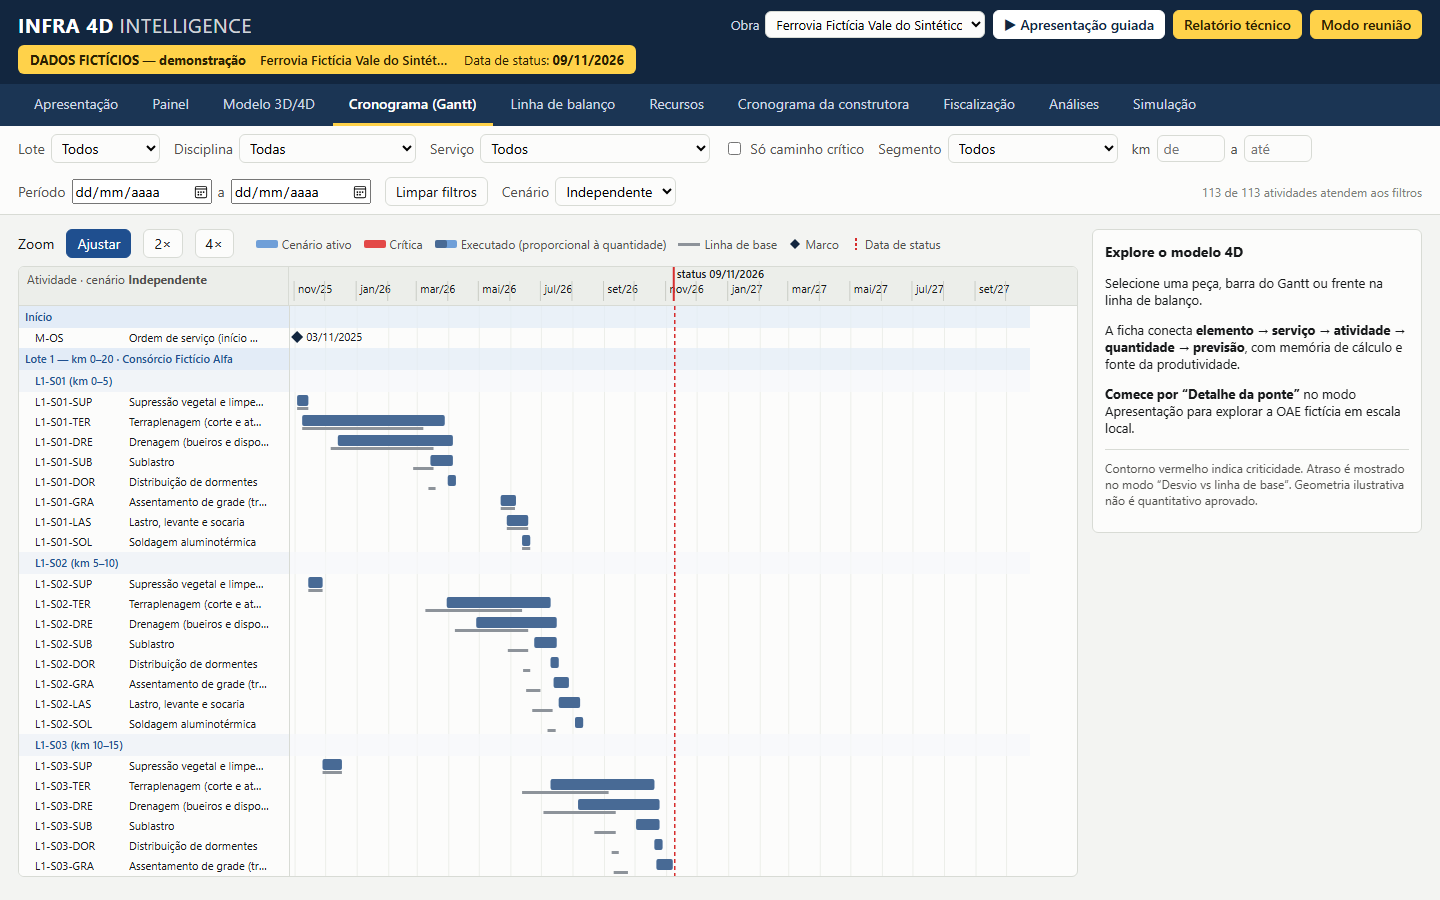 INFRA 4D INTELLIGENCE
Obra Ferrovia Fictícia Vale do Sintético ▶ Apresentação guiada Relatório técnico Modo reunião
DADOS FICTÍCIOS — demonstração Ferrovia Fictícia Vale do Sintét... Data de status: 09/11/2026
Apresentação Painel Modelo 3D/4D Cronograma (Gantt) Linha de balanço Recursos Cronograma da construtora Fiscalização Análises Simulação
Lote Todos Disciplina Todas Serviço Todos Só caminho crítico Segmento Todos km de a até
Período dd/mm/aaaa a dd/mm/aaaa Limpar filtros Cenário Independente 113 de 113 atividades atendem aos filtros
Zoom Ajustar 2× 4× Cenário ativo Crítica Executado (proporcional à quantidade) Linha de base Marco Data de status
Atividade · cenário Independente
status 09/11/2026
nov/25 jan/26 mar/26 mai/26 jul/26 set/26 nov/26 jan/27 mar/27 mai/27 jul/27 set/27
Início
M-OS Ordem de serviço (início ... 03/11/2025
Lote 1 — km 0–20 · Consórcio Fictício Alfa
L1-S01 (km 0–5)
L1-S01-SUP Supressão vegetal e limpe...
L1-S01-TER Terraplenagem (corte e at...
L1-S01-DRE Drenagem (bueiros e dispo...
L1-S01-SUB Sublastro
L1-S01-DOR Distribuição de dormentes
L1-S01-GRA Assentamento de grade (tr...
L1-S01-LAS Lastro, levante e socaria
L1-S01-SOL Soldagem aluminotérmica
L1-S02 (km 5–10)
L1-S02-SUP Supressão vegetal e limpe...
L1-S02-TER Terraplenagem (corte e at...
L1-S02-DRE Drenagem (bueiros e dispo...
L1-S02-SUB Sublastro
L1-S02-DOR Distribuição de dormentes
L1-S02-GRA Assentamento de grade (tr...
L1-S02-LAS Lastro, levante e socaria
L1-S02-SOL Soldagem aluminotérmica
L1-S03 (km 10–15)
L1-S03-SUP Supressão vegetal e limpe...
L1-S03-TER Terraplenagem (corte e at...
L1-S03-DRE Drenagem (bueiros e dispo...
L1-S03-SUB Sublastro
L1-S03-DOR Distribuição de dormentes
L1-S03-GRA Assentamento de grade (tr...
Explore o modelo 4D
Selecione uma peça, barra do Gantt ou frente na
linha de balanço.
A ficha conecta elemento → serviço → atividade →
quantidade → previsão, com memória de cálculo e
fonte da produtividade.
Comece por “Detalhe da ponte” no modo
Apresentação para explorar a OAE fictícia em escala
local.
Contorno vermelho indica criticidade. Atraso é mostrado
no modo “Desvio vs linha de base”. Geometria ilustrativa
não é quantitativo aprovado.